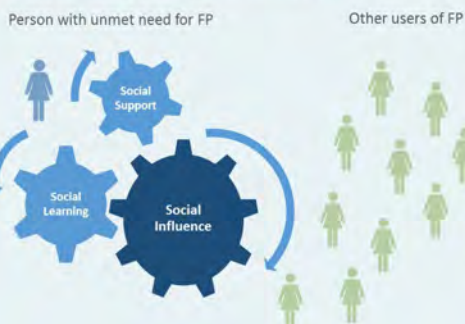 Person with unmet need for FP
Other users of FP
Social
Support
Social
Learning
Social
Influence